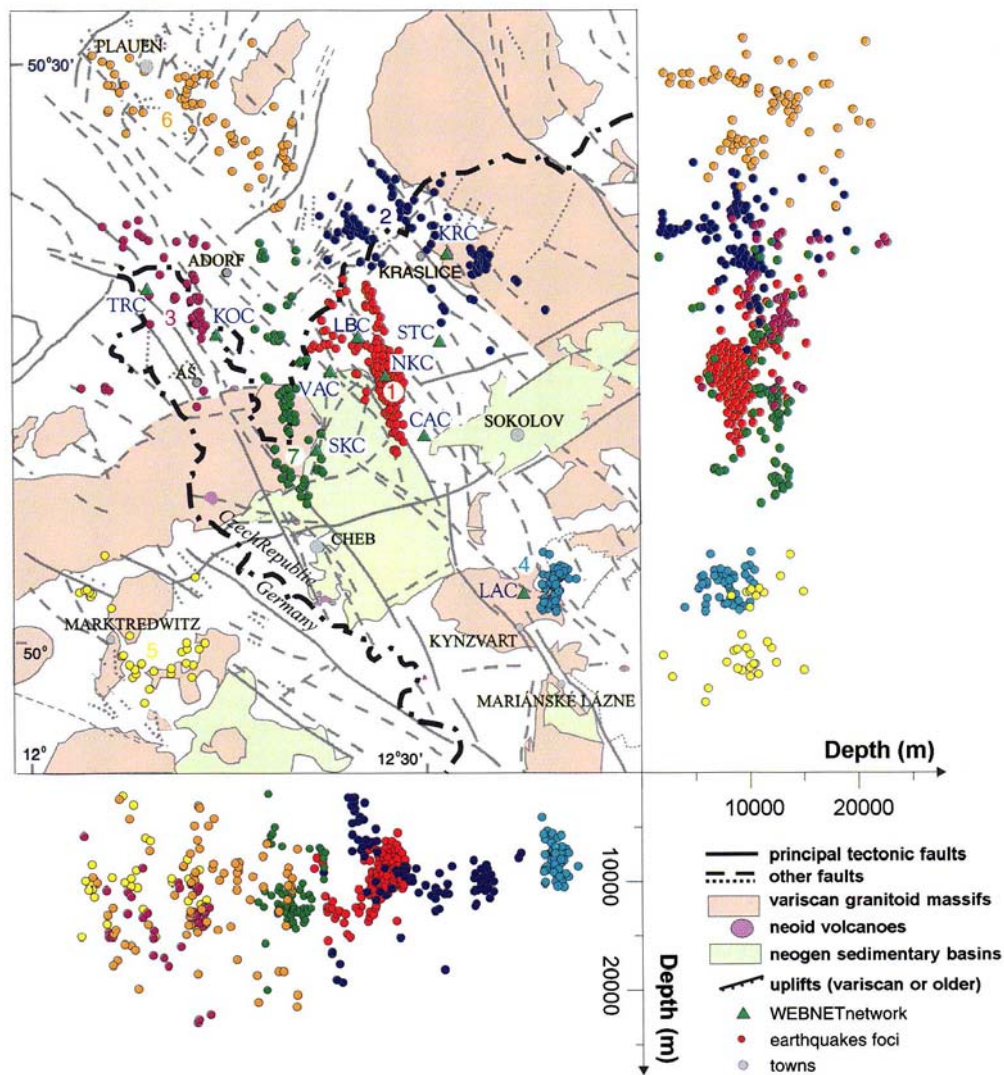 PLAUEN
50°30'
6
2
KRC
ADORF
KRASLICE
TRC
3
KOC
LBC
STC
NKC
AŠ
1
VAC
CAC
SOKOLOV
SKC
7
CzechRepublic
CHEB
Germany
4
LAC
MARKTREDWITZ
KYNZVART
50°
5
MARIÁNSKÉ LÁZNE
12°
12°30'
Depth (m)
10000
20000
10000
20000
Depth (m)
principal tectonic faults
other faults
variscan granitoid massifs
neoid volcanoes
neogen sedimentary basins
uplifts (variscan or older)
WEBNETnetwork
earthquakes foci
towns